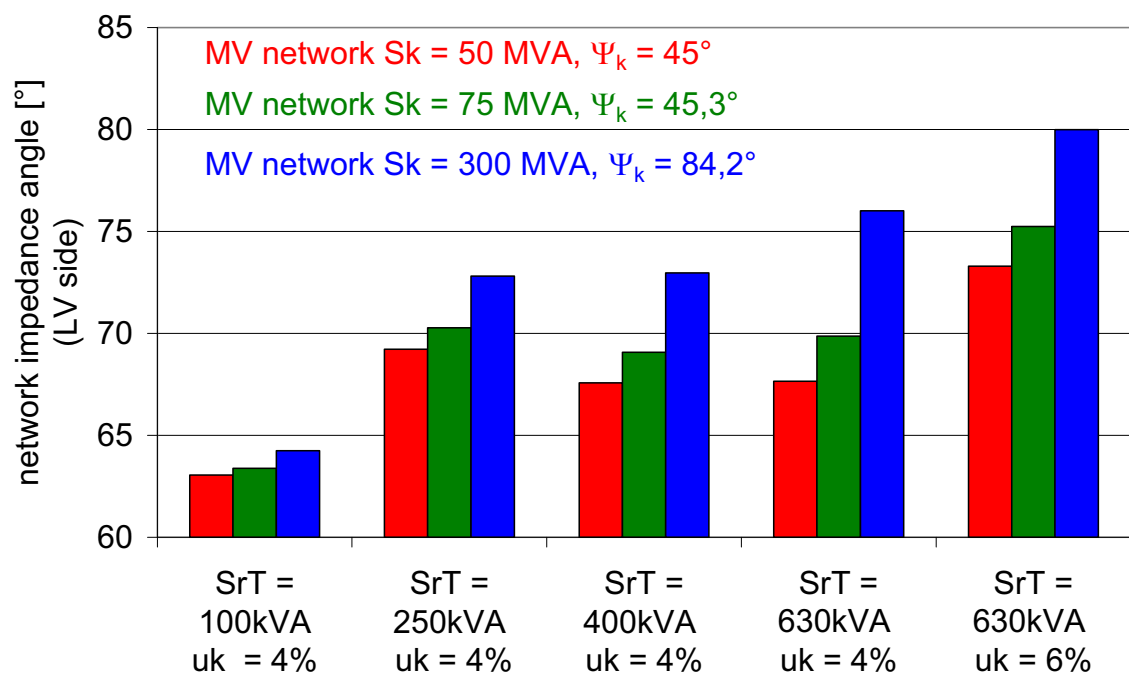 85
80
75
70
65
60
network impedance angle [°]
(LV side)
MV network Sk = 50 MVA, Ψk = 45°
MV network Sk = 75 MVA, Ψk = 45,3°
MV network Sk = 300 MVA, Ψk = 84,2°
SrT =
100kVA
uk = 4%
SrT =
250kVA
uk = 4%
SrT =
400kVA
uk = 4%
SrT =
630kVA
uk = 4%
SrT =
630kVA
uk = 6%